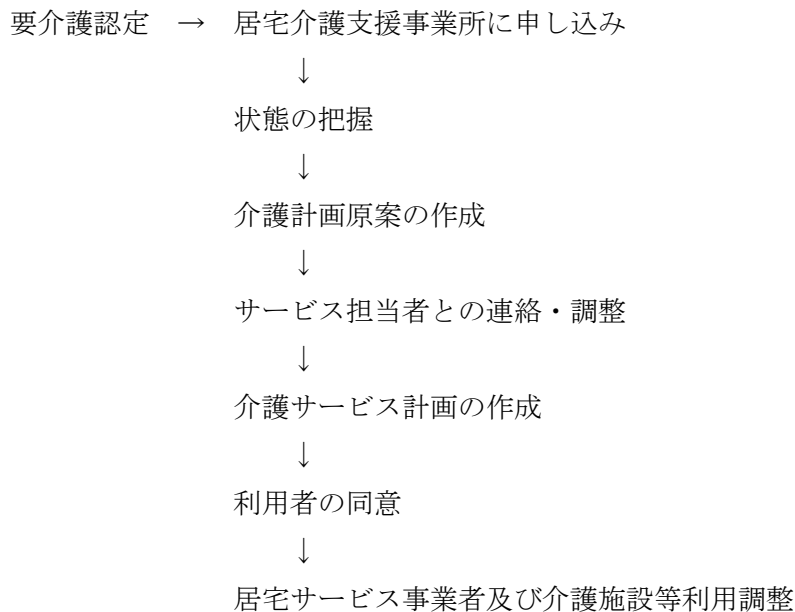 要介護認定　→　居宅介護支援事業所に申し込み
↓
状態の把握
↓
介護計画原案の作成
↓
サービス担当者との連絡・調整
↓
介護サービス計画の作成
↓
利用者の同意
↓
居宅サービス事業者及び介護施設等利用調整